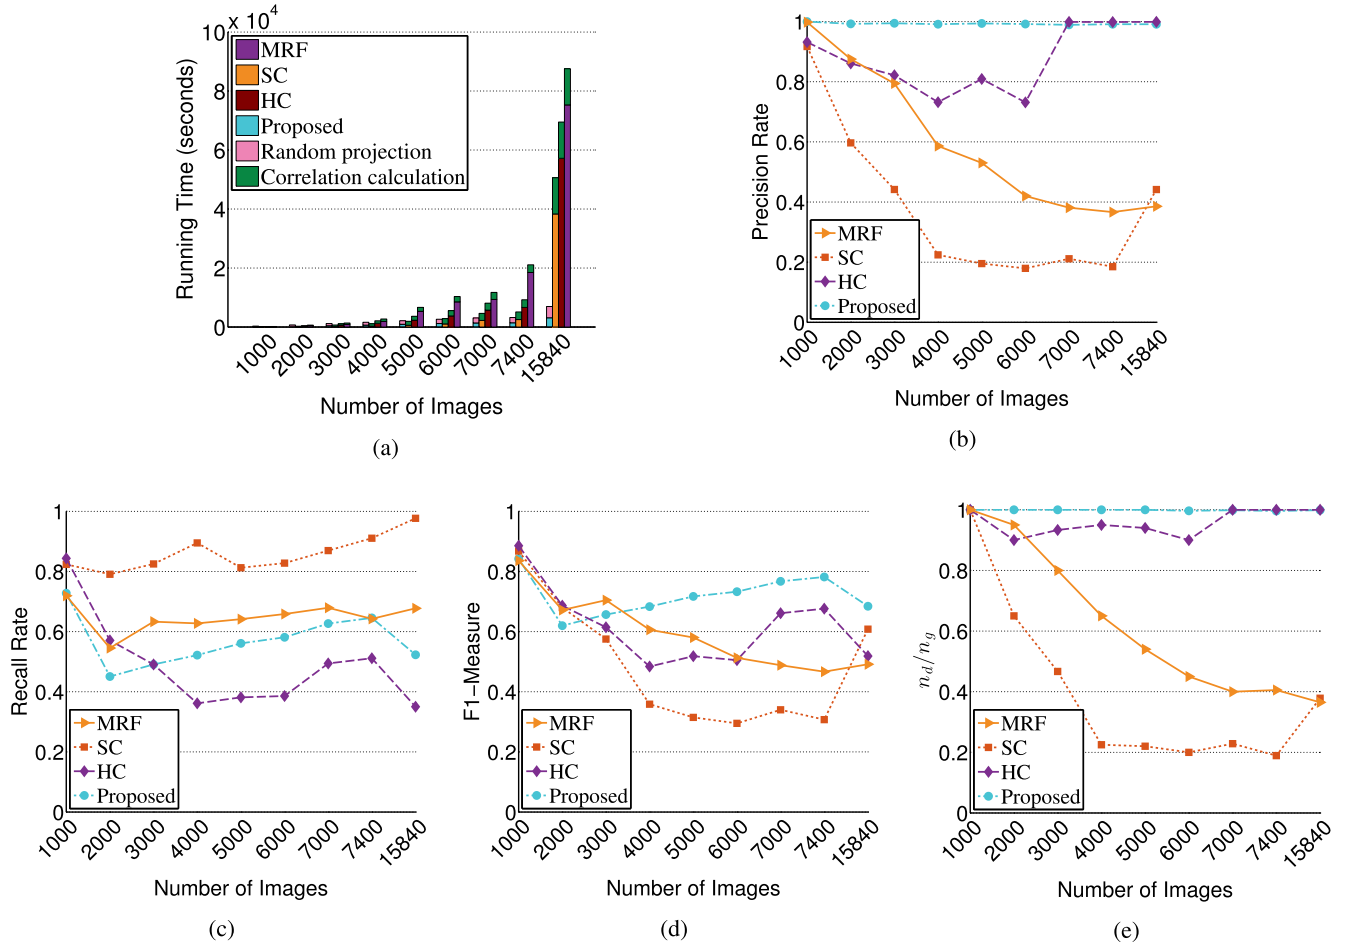 x 10^4
10
8
6
4
2
0
Running Time (seconds)
MRF
SC
HC
Proposed
Random projection
Correlation calculation
1000 2000 3000 4000 5000 6000 7000 7400 15840
Number of Images
(a)
1
0.8
0.6
0.4
0.2
0
Precision Rate
MRF
SC
HC
Proposed
1000 2000 3000 4000 5000 6000 7000 7400 15840
Number of Images
(b)
1
0.8
0.6
0.4
0.2
0
Recall Rate
MRF
SC
HC
Proposed
1000 2000 3000 4000 5000 6000 7000 7400 15840
Number of Images
(c)
1
0.8
0.6
0.4
0.2
0
F1-Measure
MRF
SC
HC
Proposed
1000 2000 3000 4000 5000 6000 7000 7400 15840
Number of Images
(d)
1
0.8
0.6
0.4
0.2
0
n_d/n_g
MRF
SC
HC
Proposed
1000 2000 3000 4000 5000 6000 7000 7400 15840
Number of Images
(e)